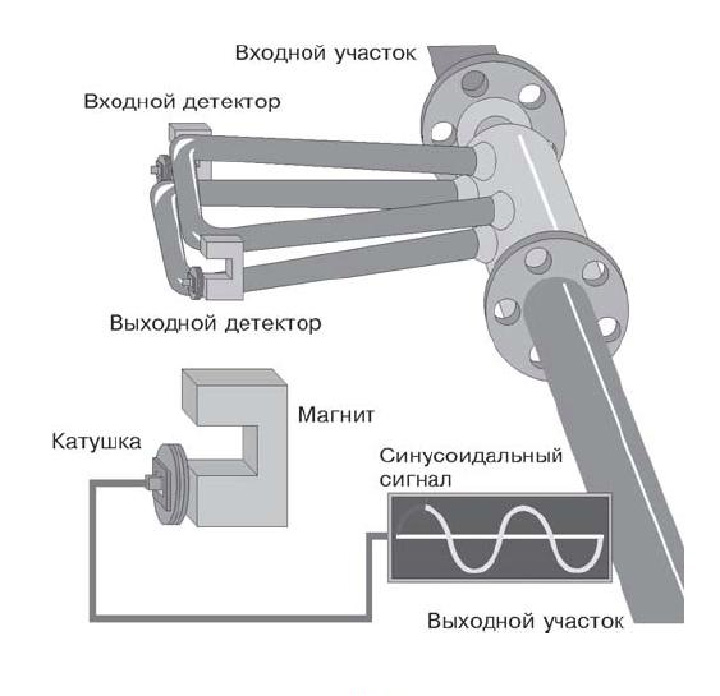 Входной участок
Входной детектор
Выходной детектор
Магнит
Катушка
Синусоидальный
сигнал
Выходной участок